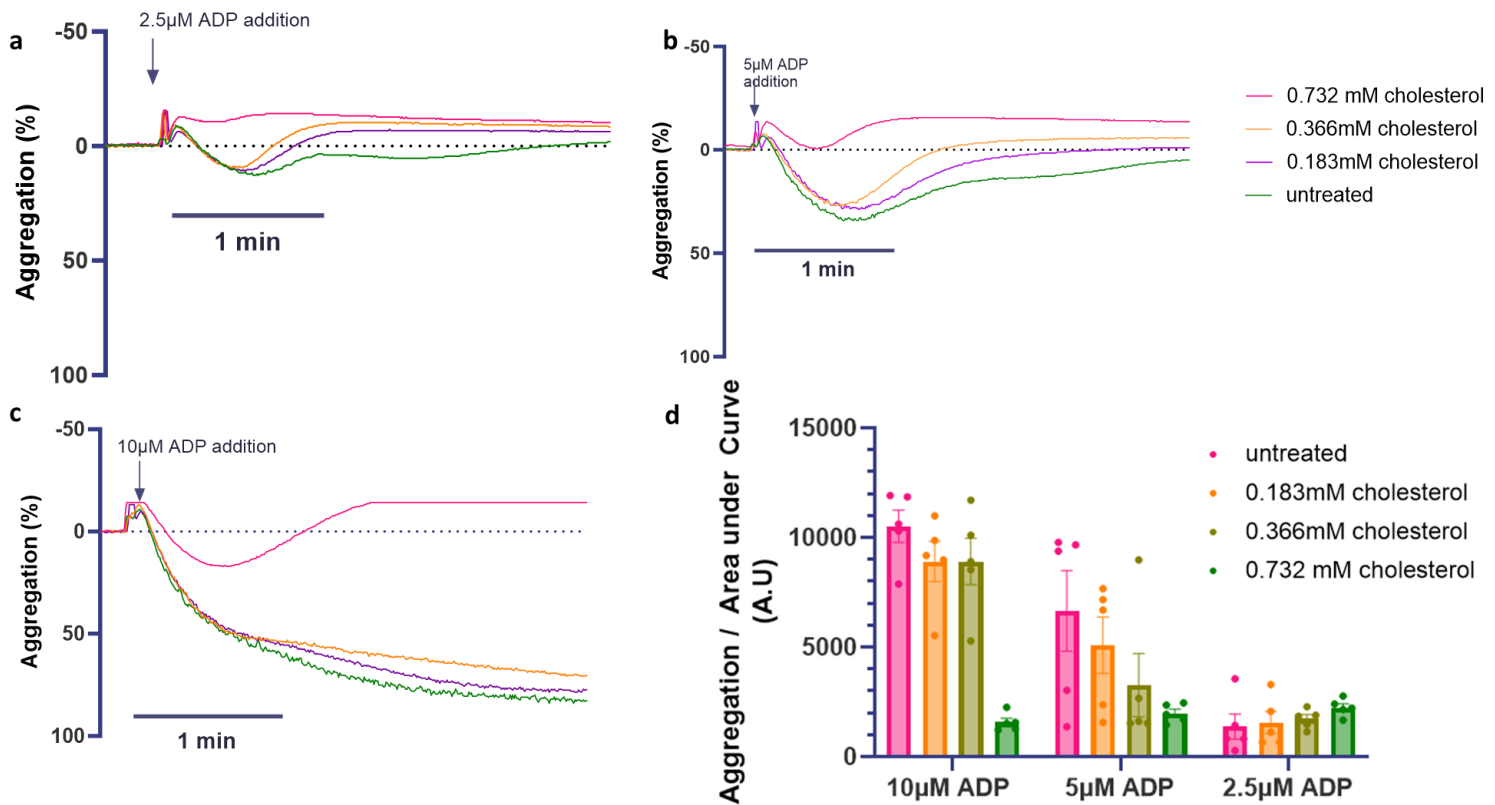 a
2.5µM ADP addition
-50
0
50
100
Aggregation (%)
1 min
b
5µM ADP
addition
-50
0
50
100
Aggregation (%)
1 min
0.732 mM cholesterol
0.366mM cholesterol
0.183mM cholesterol
untreated
c
10µM ADP addition
-50
0
50
100
Aggregation (%)
1 min
d
Aggregation / Area under Curve
(A.U)
15000
10000
5000
0
10µM ADP
5µM ADP
2.5µM ADP
untreated
0.183mM cholesterol
0.366mM cholesterol
0.732 mM cholesterol